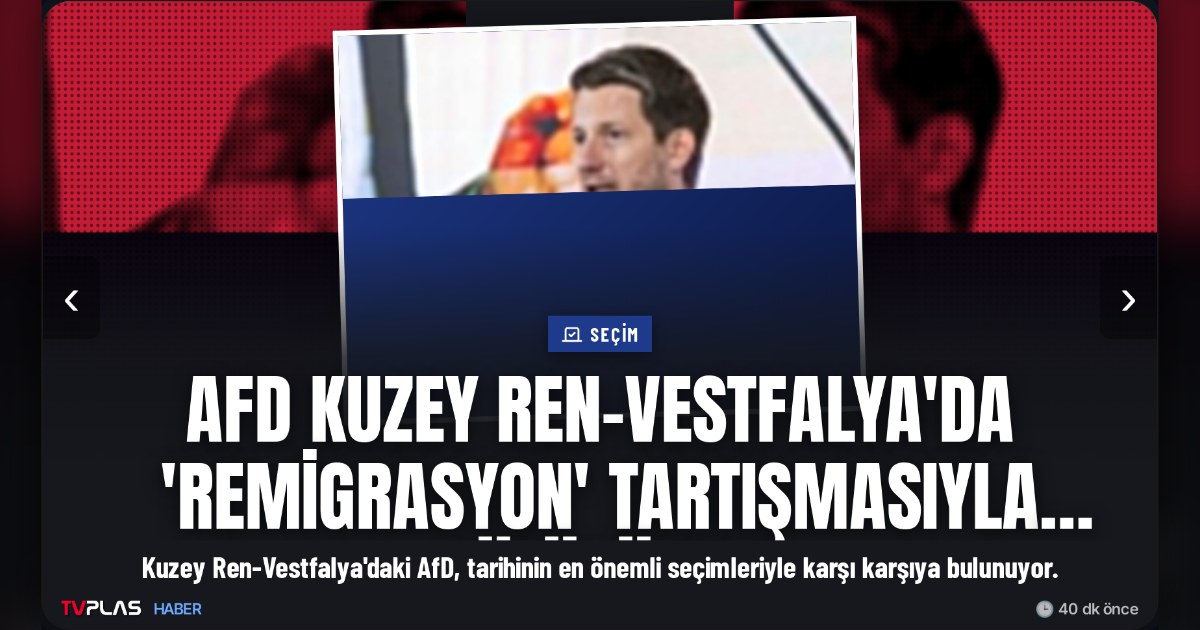 SEÇİM
AFD KUZEY REN-VESTFALYA'DA
'REMİGRASYON' TARTIŞMASIYLA...
Kuzey Ren-Vestfalya'daki AfD, tarihinin en önemli seçimleriyle karşı karşıya bulunuyor.
TVPLAS HABER
40 dk önce